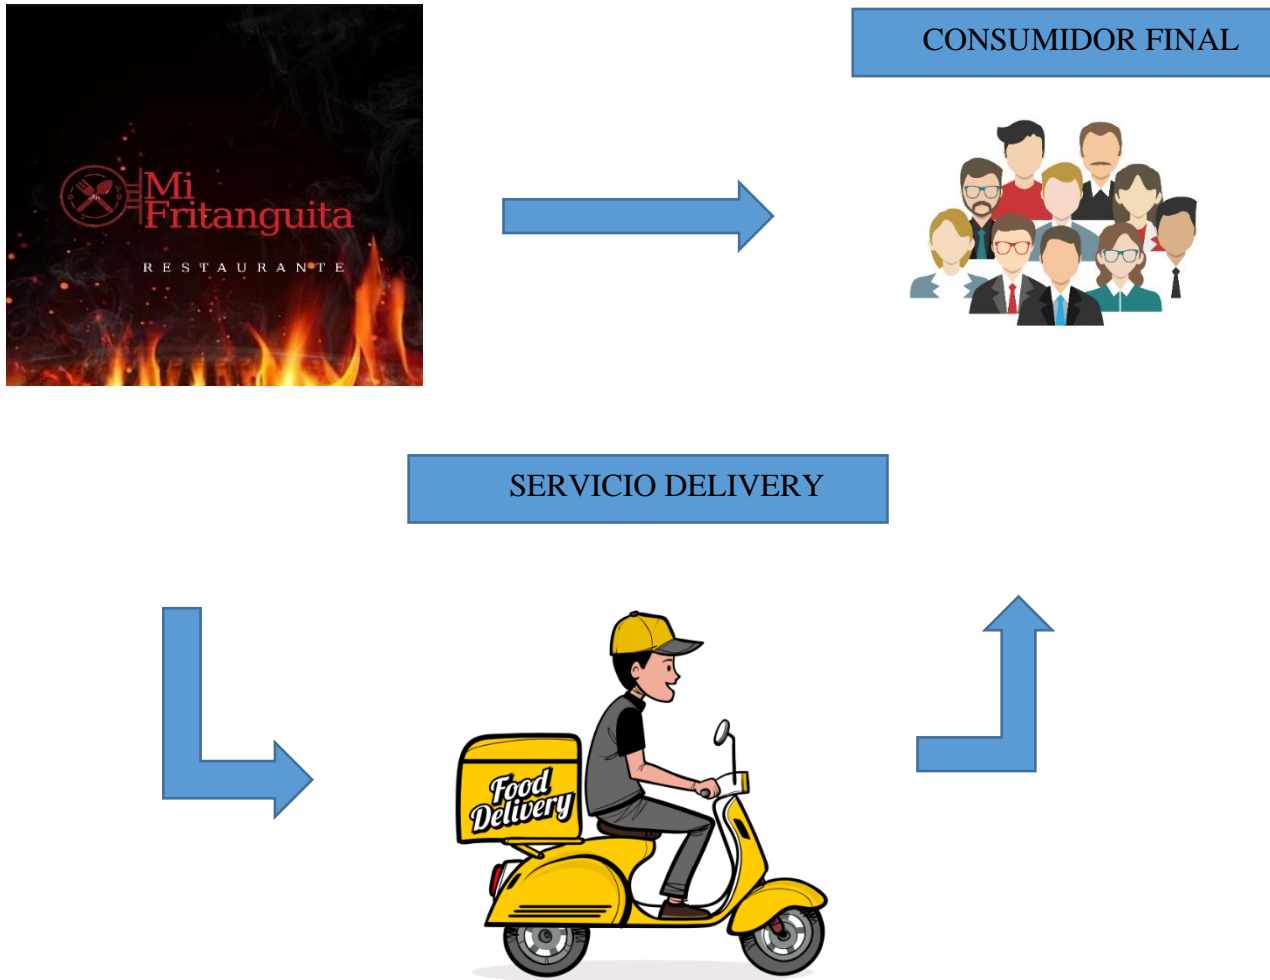 CONSUMIDOR FINAL
Mi
Fritanguita
RESTAURANTE
SERVICIO DELIVERY
Food
Delivery